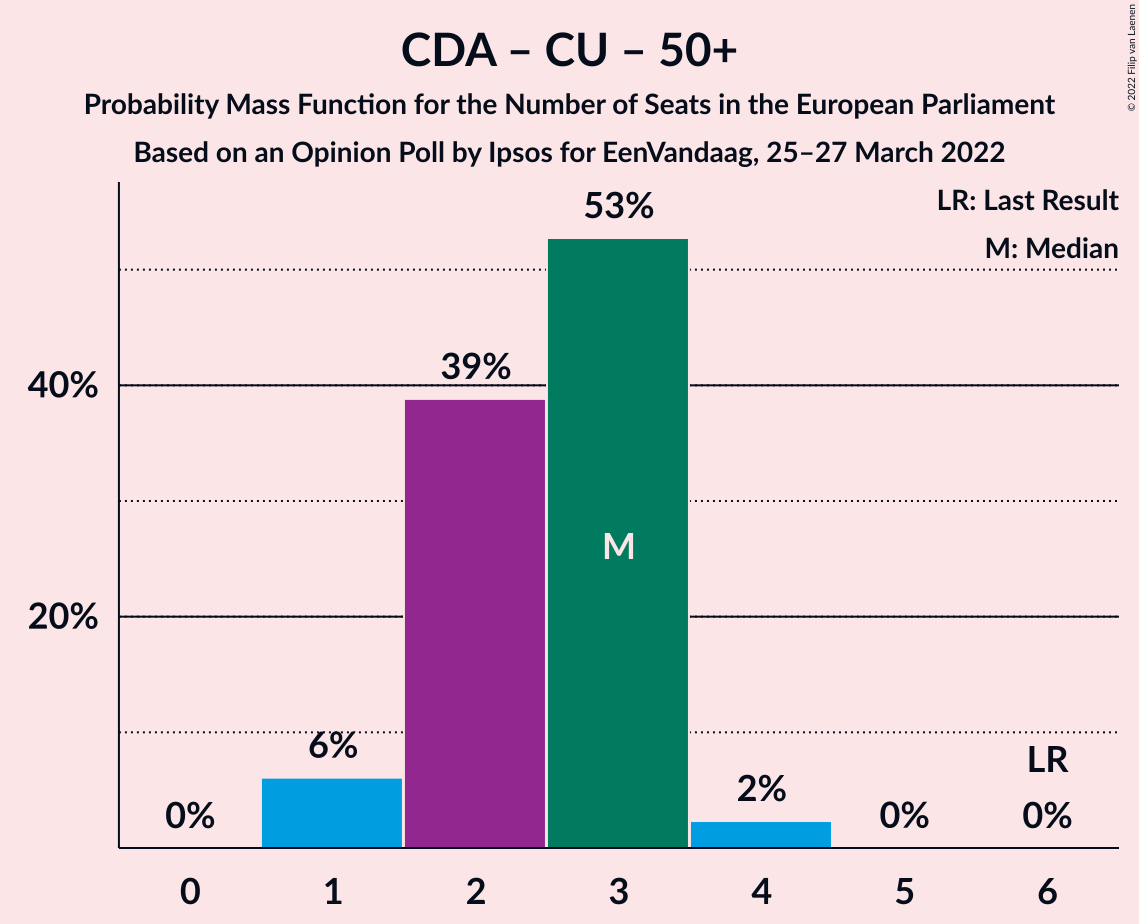 CDA – CU – 50+
Probability Mass Function for the Number of Seats in the European Parliament
Based on an Opinion Poll by Ipsos for EenVandaag, 25–27 March 2022
© 2022 Filip van Laenen
LR: Last Result
M: Median
53%
39%
40%
M
20%
6%
LR
2%
0%
0%
0%
0
1
2
3
4
5
6